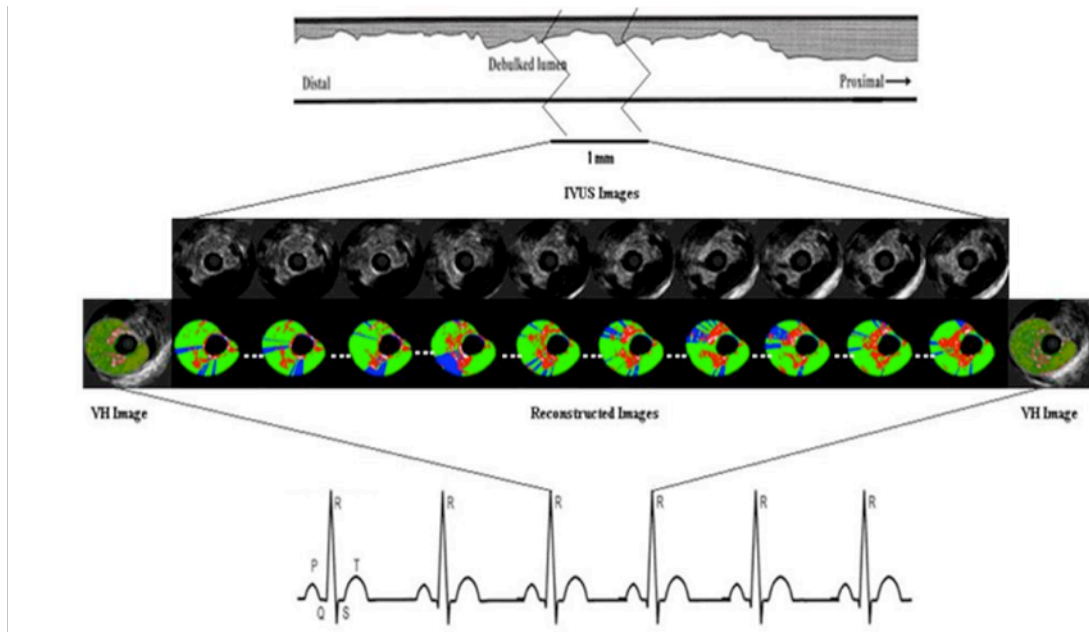 Debulked lumen
Distal
Proximal
1 mm
IVUS Images
VH Image
Reconstructed Images
VH Image
R
R
R
R
R
R
P
T
Q
S